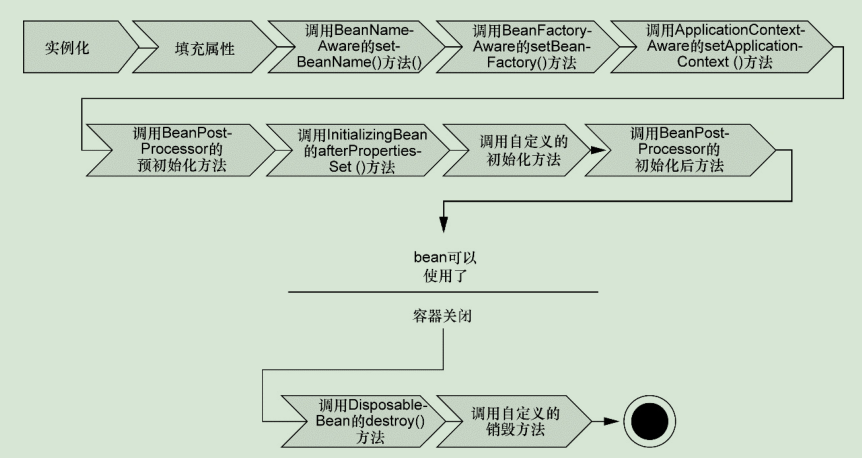 实例化
填充属性
调用BeanName-
Aware的set-
BeanName()方法()
调用BeanFactory-
Aware的setBean-
Factory()方法
调用ApplicationContext-
Aware的setApplication-
Context ()方法
调用BeanPost-
Processor的
预初始化方法
调用InitializingBean
的afterProperties-
Set ()方法
调用自定义的
初始化方法
调用BeanPost-
Processor的
初始化后方法
bean可以
使用了
容器关闭
调用Disposable-
Bean的destroy()
方法
调用自定义的
销毁方法